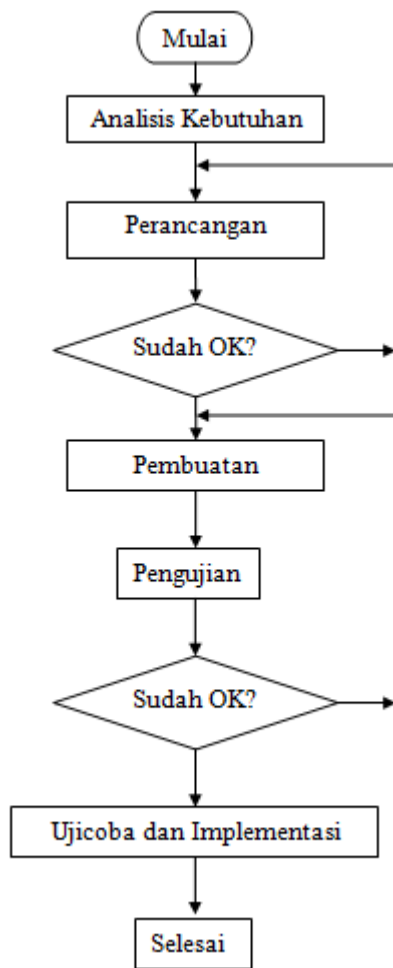 Mulai
Analisis Kebutuhan
Perancangan
Sudah OK?
Pembuatan
Pengujian
Sudah OK?
Ujicoba dan Implementasi
Selesai